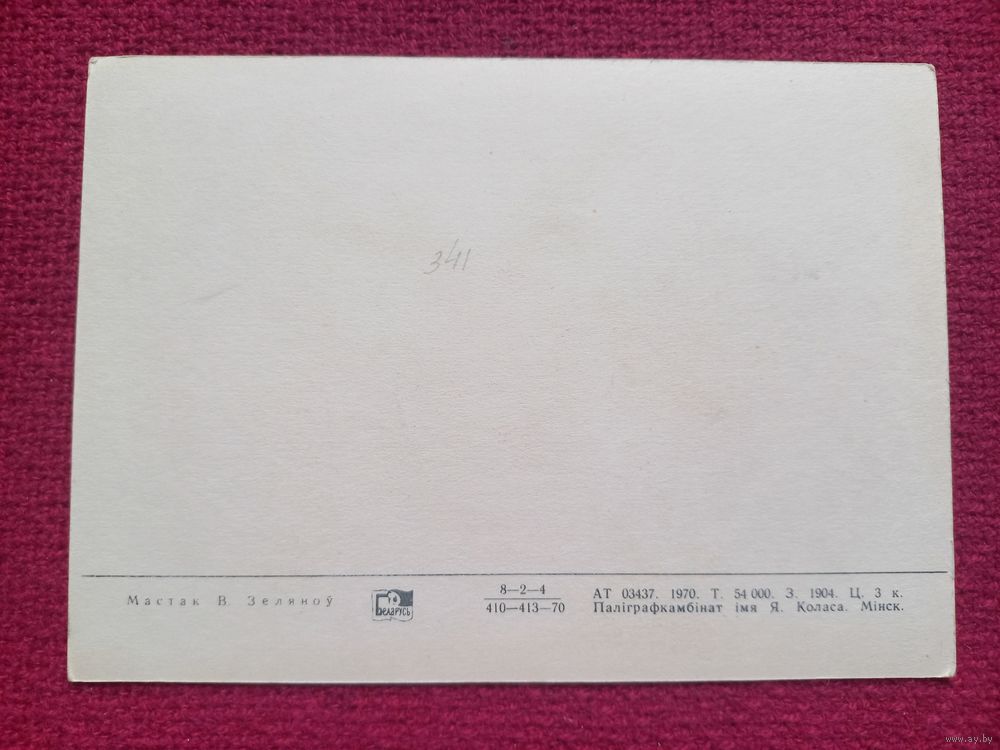 341
Мастак В. Зеляноў
Беларусь
8—2—4
410—413—70
АТ 03437. 1970. Т. 54 000. З. 1904. Ц. 3 к.
Паліграфкамбінат імя Я. Коласа. Мінск.
www.ay.by